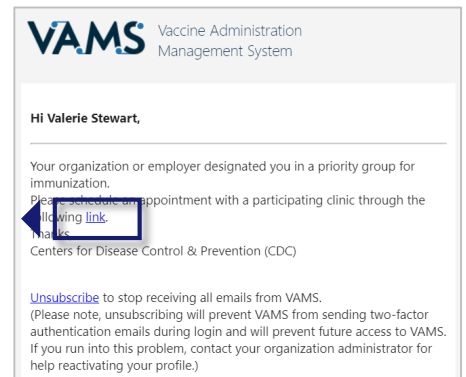 VAMS Vaccine Administration
Management System
Hi Valerie Stewart,
Your organization or employer designated you in a priority group for
immunization.
Please schedule an appointment with a participating clinic through the
following link.
Thanks
Centers for Disease Control & Prevention (CDC)
Unsubscribe to stop receiving all emails from VAMS.
(Please note, unsubscribing will prevent VAMS from sending two-factor
authentication emails during login and will prevent future access to VAMS.
If you run into this problem, contact your organization administrator for
help reactivating your profile.)